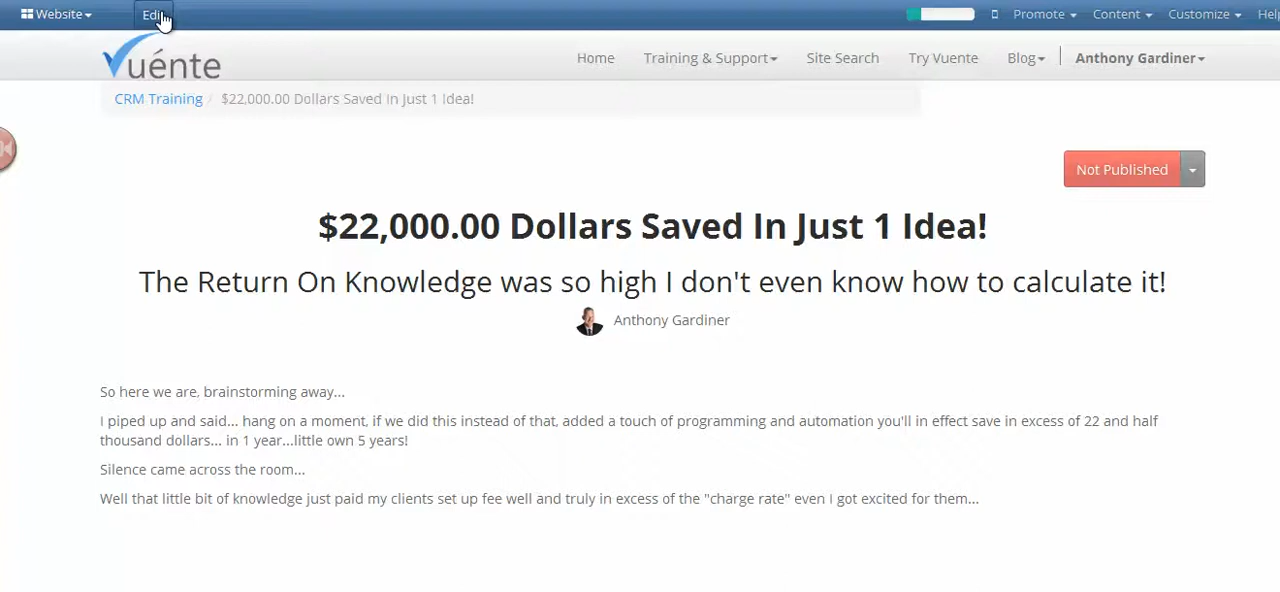 Website Edit Promote Content Customize Help
Vuénte Home Training & Support Site Search Try Vuente Blog Anthony Gardiner
CRM Training / $22,000.00 Dollars Saved In Just 1 Idea!
Not Published
$22,000.00 Dollars Saved In Just 1 Idea!
The Return On Knowledge was so high I don't even know how to calculate it!
Anthony Gardiner
So here we are, brainstorming away...
I piped up and said... hang on a moment, if we did this instead of that, added a touch of programming and automation you'll in effect save in excess of 22 and half
thousand dollars... in 1 year...little own 5 years!
Silence came across the room...
Well that little bit of knowledge just paid my clients set up fee well and truly in excess of the "charge rate" even I got excited for them...